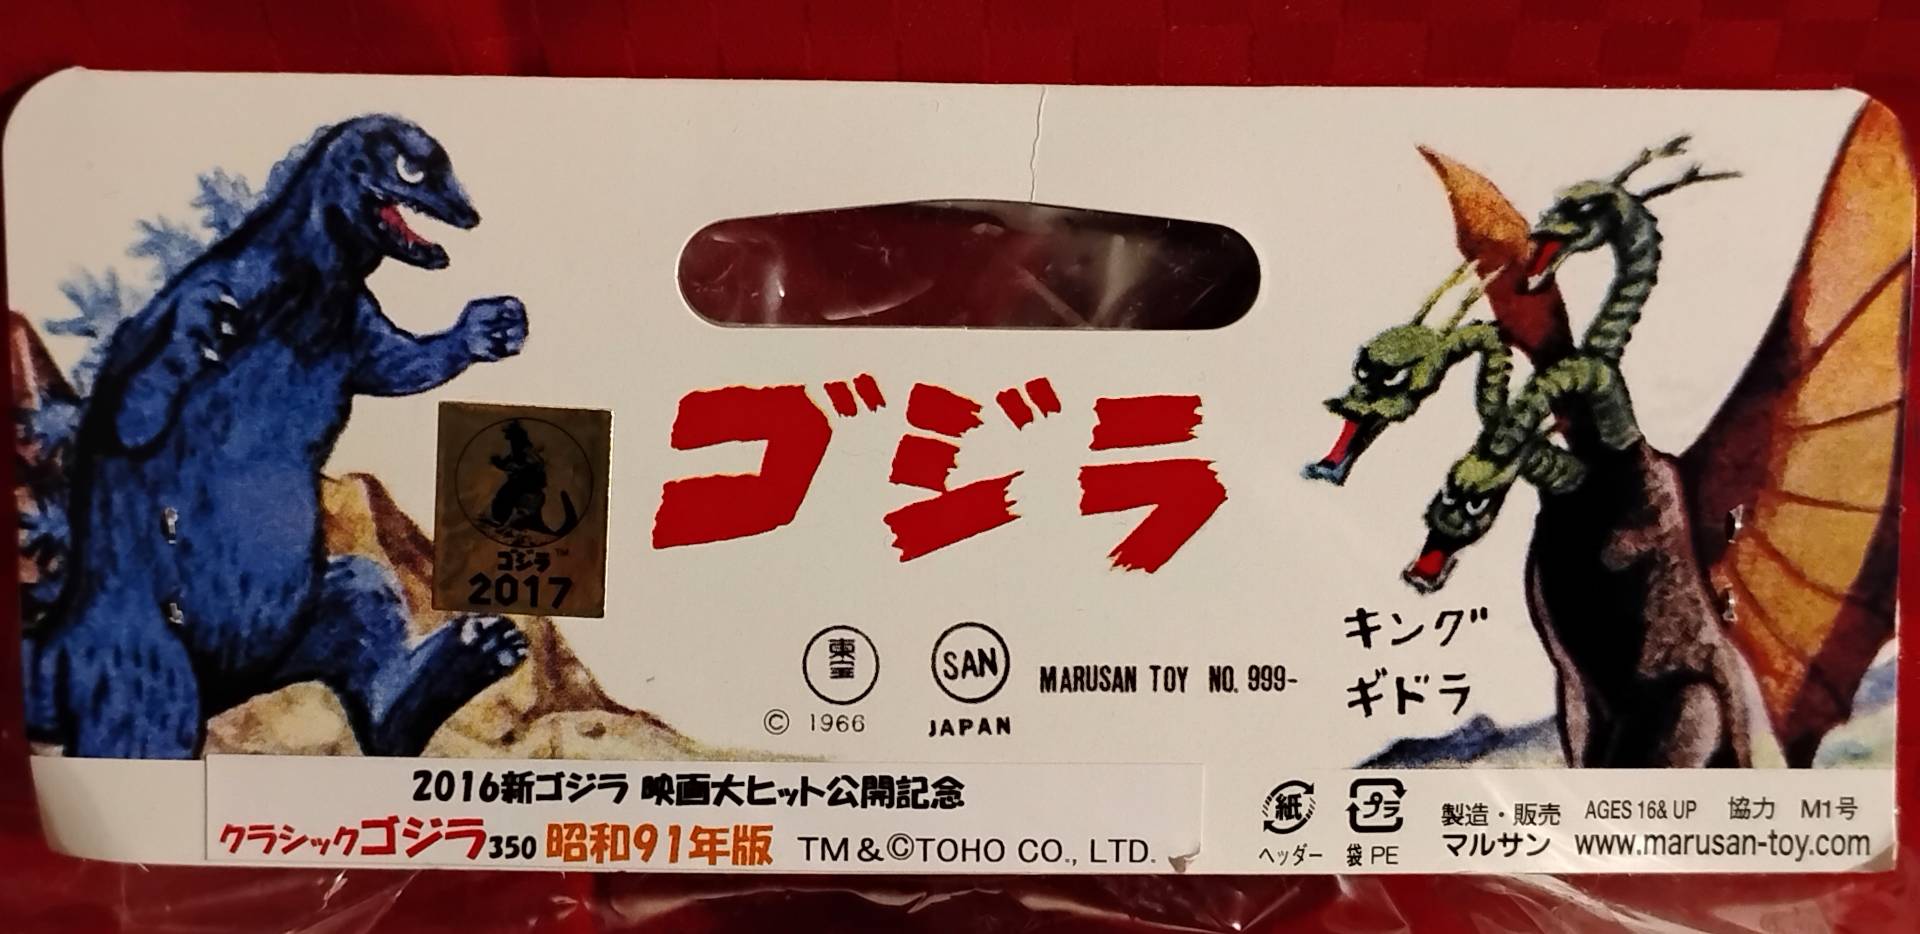 ゴジラ
ゴジラ™
2017
東宝
© 1966
SAN
JAPAN
MARUSAN TOY NO. 999-
キング
ギドラ
2016新ゴジラ 映画大ヒット公開記念
クラシックゴジラ350 昭和91年版 TM&©TOHO CO., LTD.
紙
ヘッダー
プラ
袋 PE
製造・販売 AGES 16& UP 協力 M1号
マルサン www.marusan-toy.com